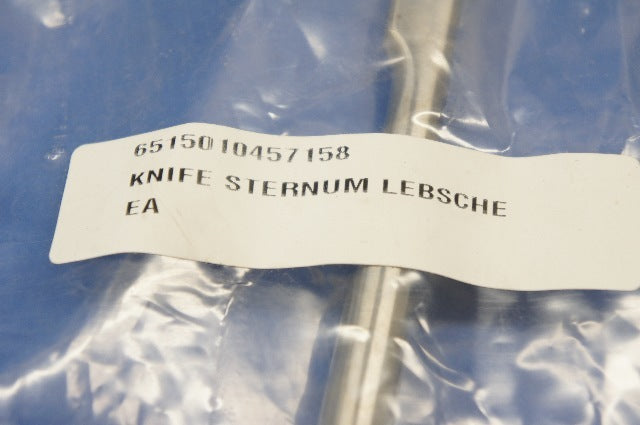 6515010457158
KNIFE STERNUM LEBSCHE
EA